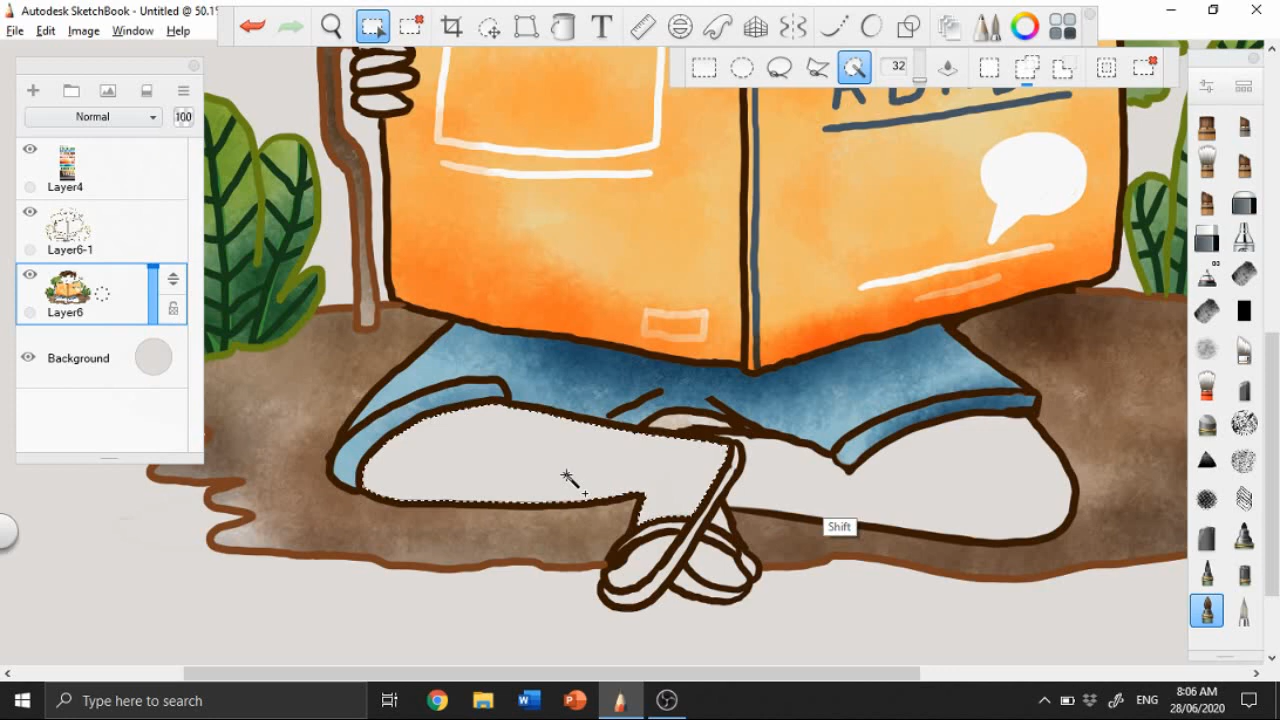 Autodesk SketchBook - Untitled @ 50.1
File Edit Image Window Help
T
32
Normal
100
Layer4
Layer6-1
Layer6
Background
Shift
Type here to search
ENG
8:06 AM
28/06/2020